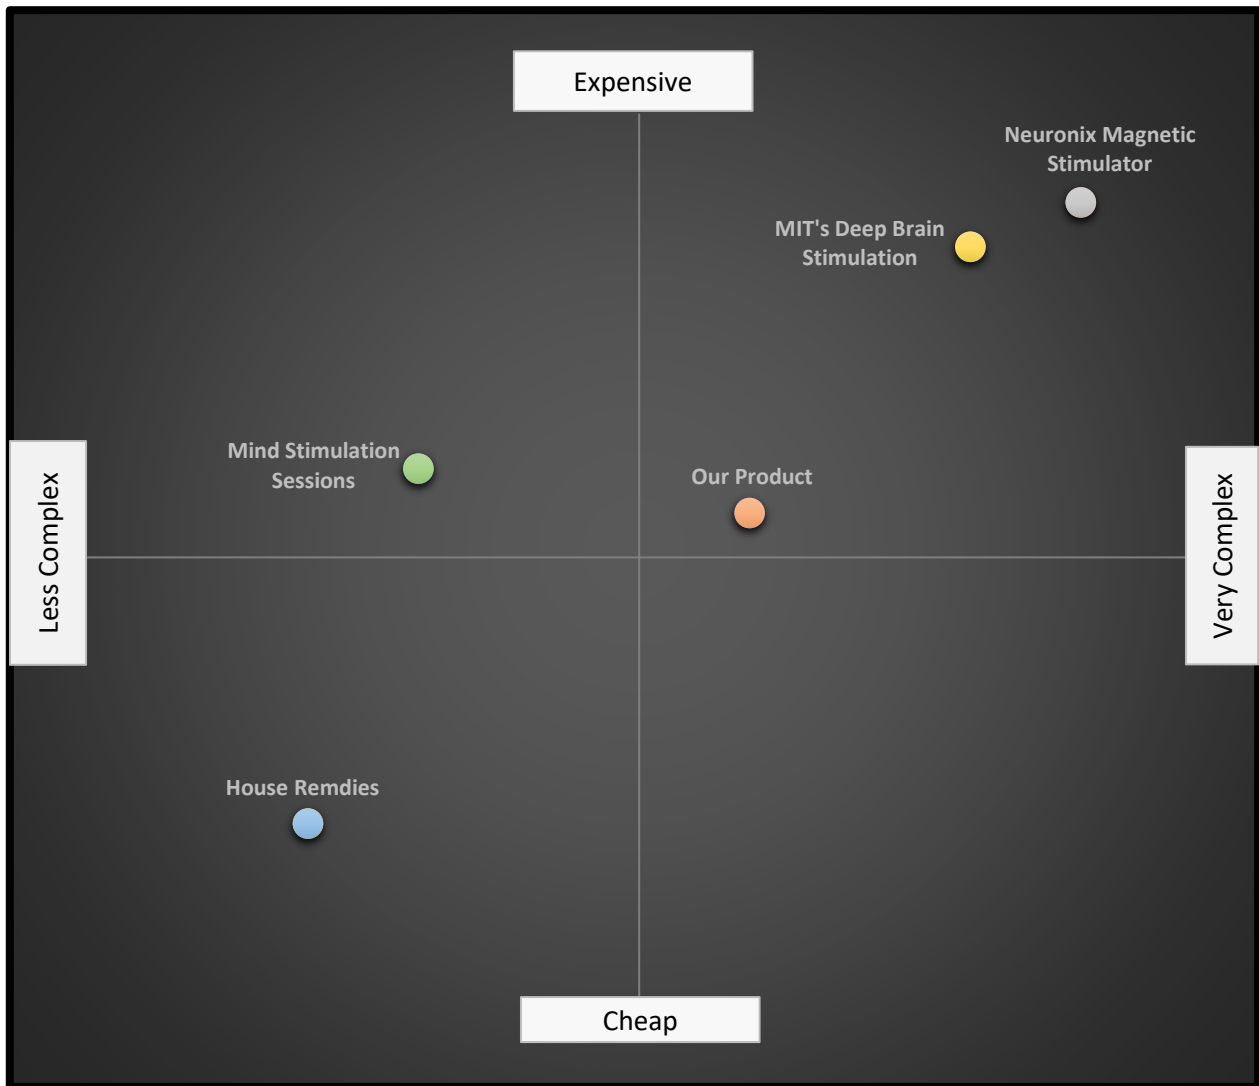 Expensive
Neuronix Magnetic
Stimulator
MIT's Deep Brain
Stimulation
Mind Stimulation
Sessions
Our Product
Less Complex
Very Complex
House Remdies
Cheap